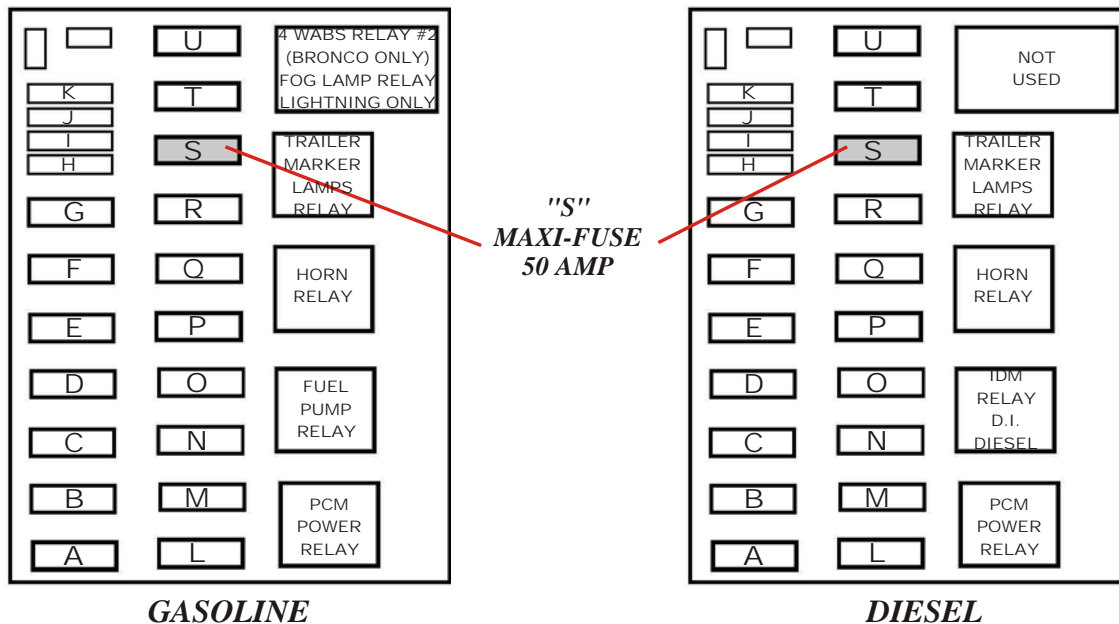 U
4 WABS RELAY #2
(BRONCO ONLY)
FOG LAMP RELAY
LIGHTNING ONLY
K
T
J
I
S
H
TRAILER
MARKER
LAMPS
RELAY
G
R
F
Q
HORN
RELAY
E
P
D
O
FUEL
PUMP
RELAY
C
N
B
M
PCM
POWER
RELAY
A
L
GASOLINE
"S"
MAXI-FUSE
50 AMP
U
NOT
USED
K
T
J
I
S
H
TRAILER
MARKER
LAMPS
RELAY
G
R
F
Q
HORN
RELAY
E
P
D
O
IDM
RELAY
D.I.
DIESEL
C
N
B
M
PCM
POWER
RELAY
A
L
DIESEL